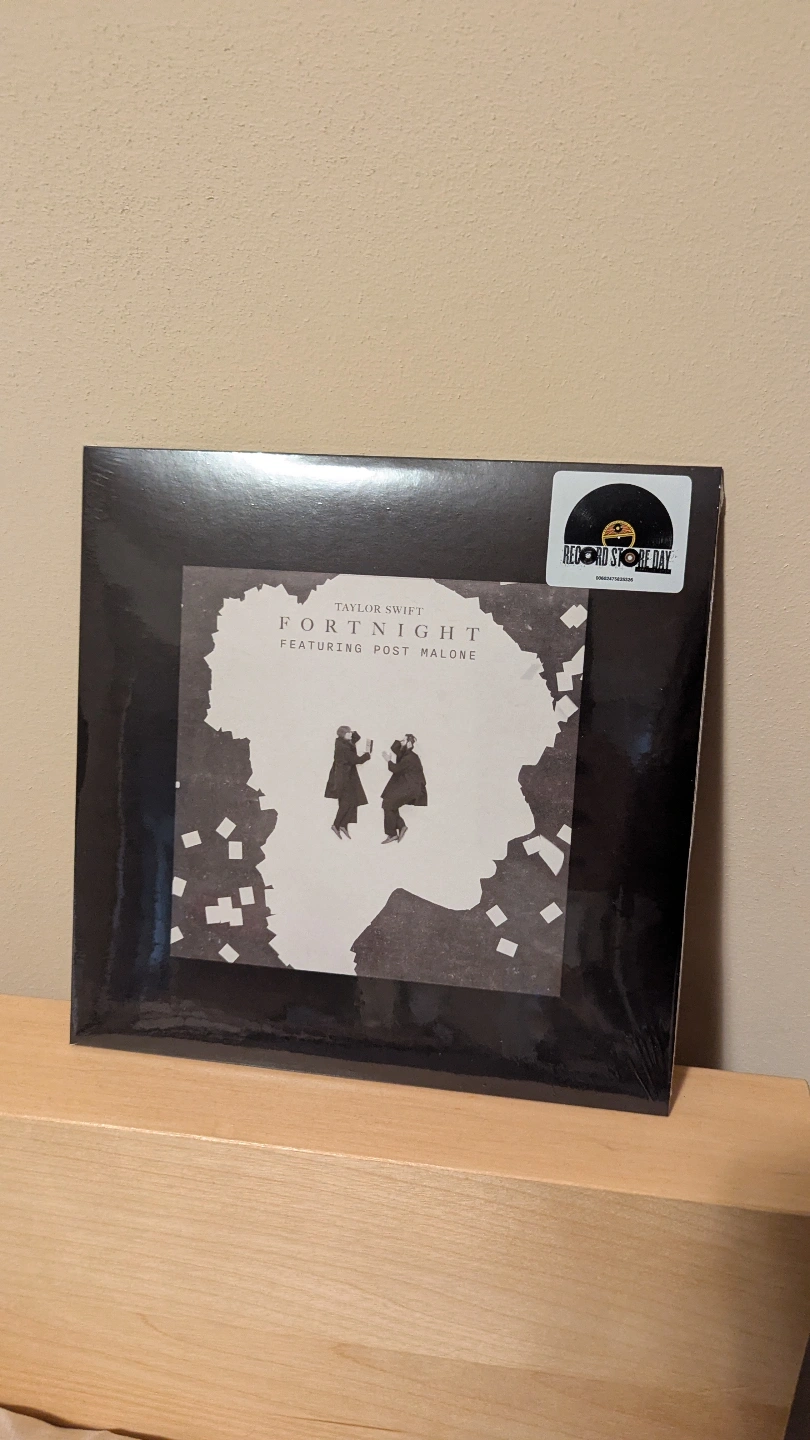 RECORD STORE DAY
TAYLOR SWIFT
FORTNIGHT
FEATURING POST MALONE